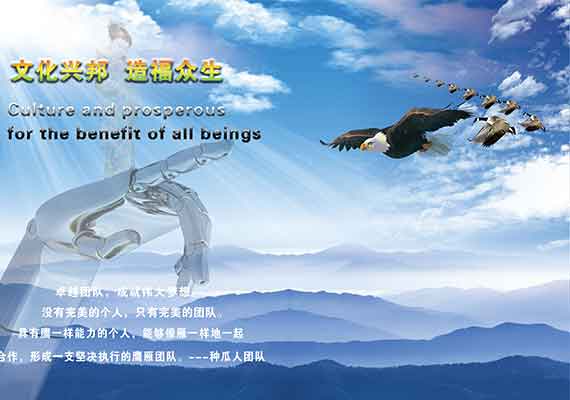 文化兴邦 造福众生
Culture and prosperous
for the benefit of all beings
卓越团队，成就伟大梦想
没有完美的个人，只有完美的团队，
具有鹰一样能力的个人，能够像雁一样地一起
合作，形成一支坚决执行的鹰雁团队，---种瓜人团队